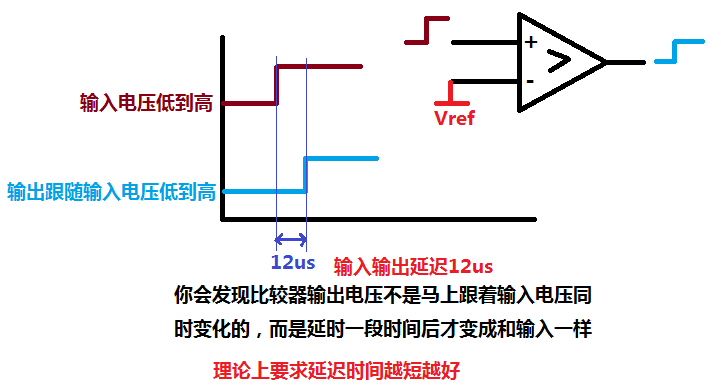 +
-
Vref
输入电压低到高
输出跟随输入电压低到高
12us
输入输出延迟12us
你会发现比较器输出电压不是马上跟着输入电压同
时变化的，而是延时一段时间后才变成和输入一样
理论上要求延迟时间越短越好